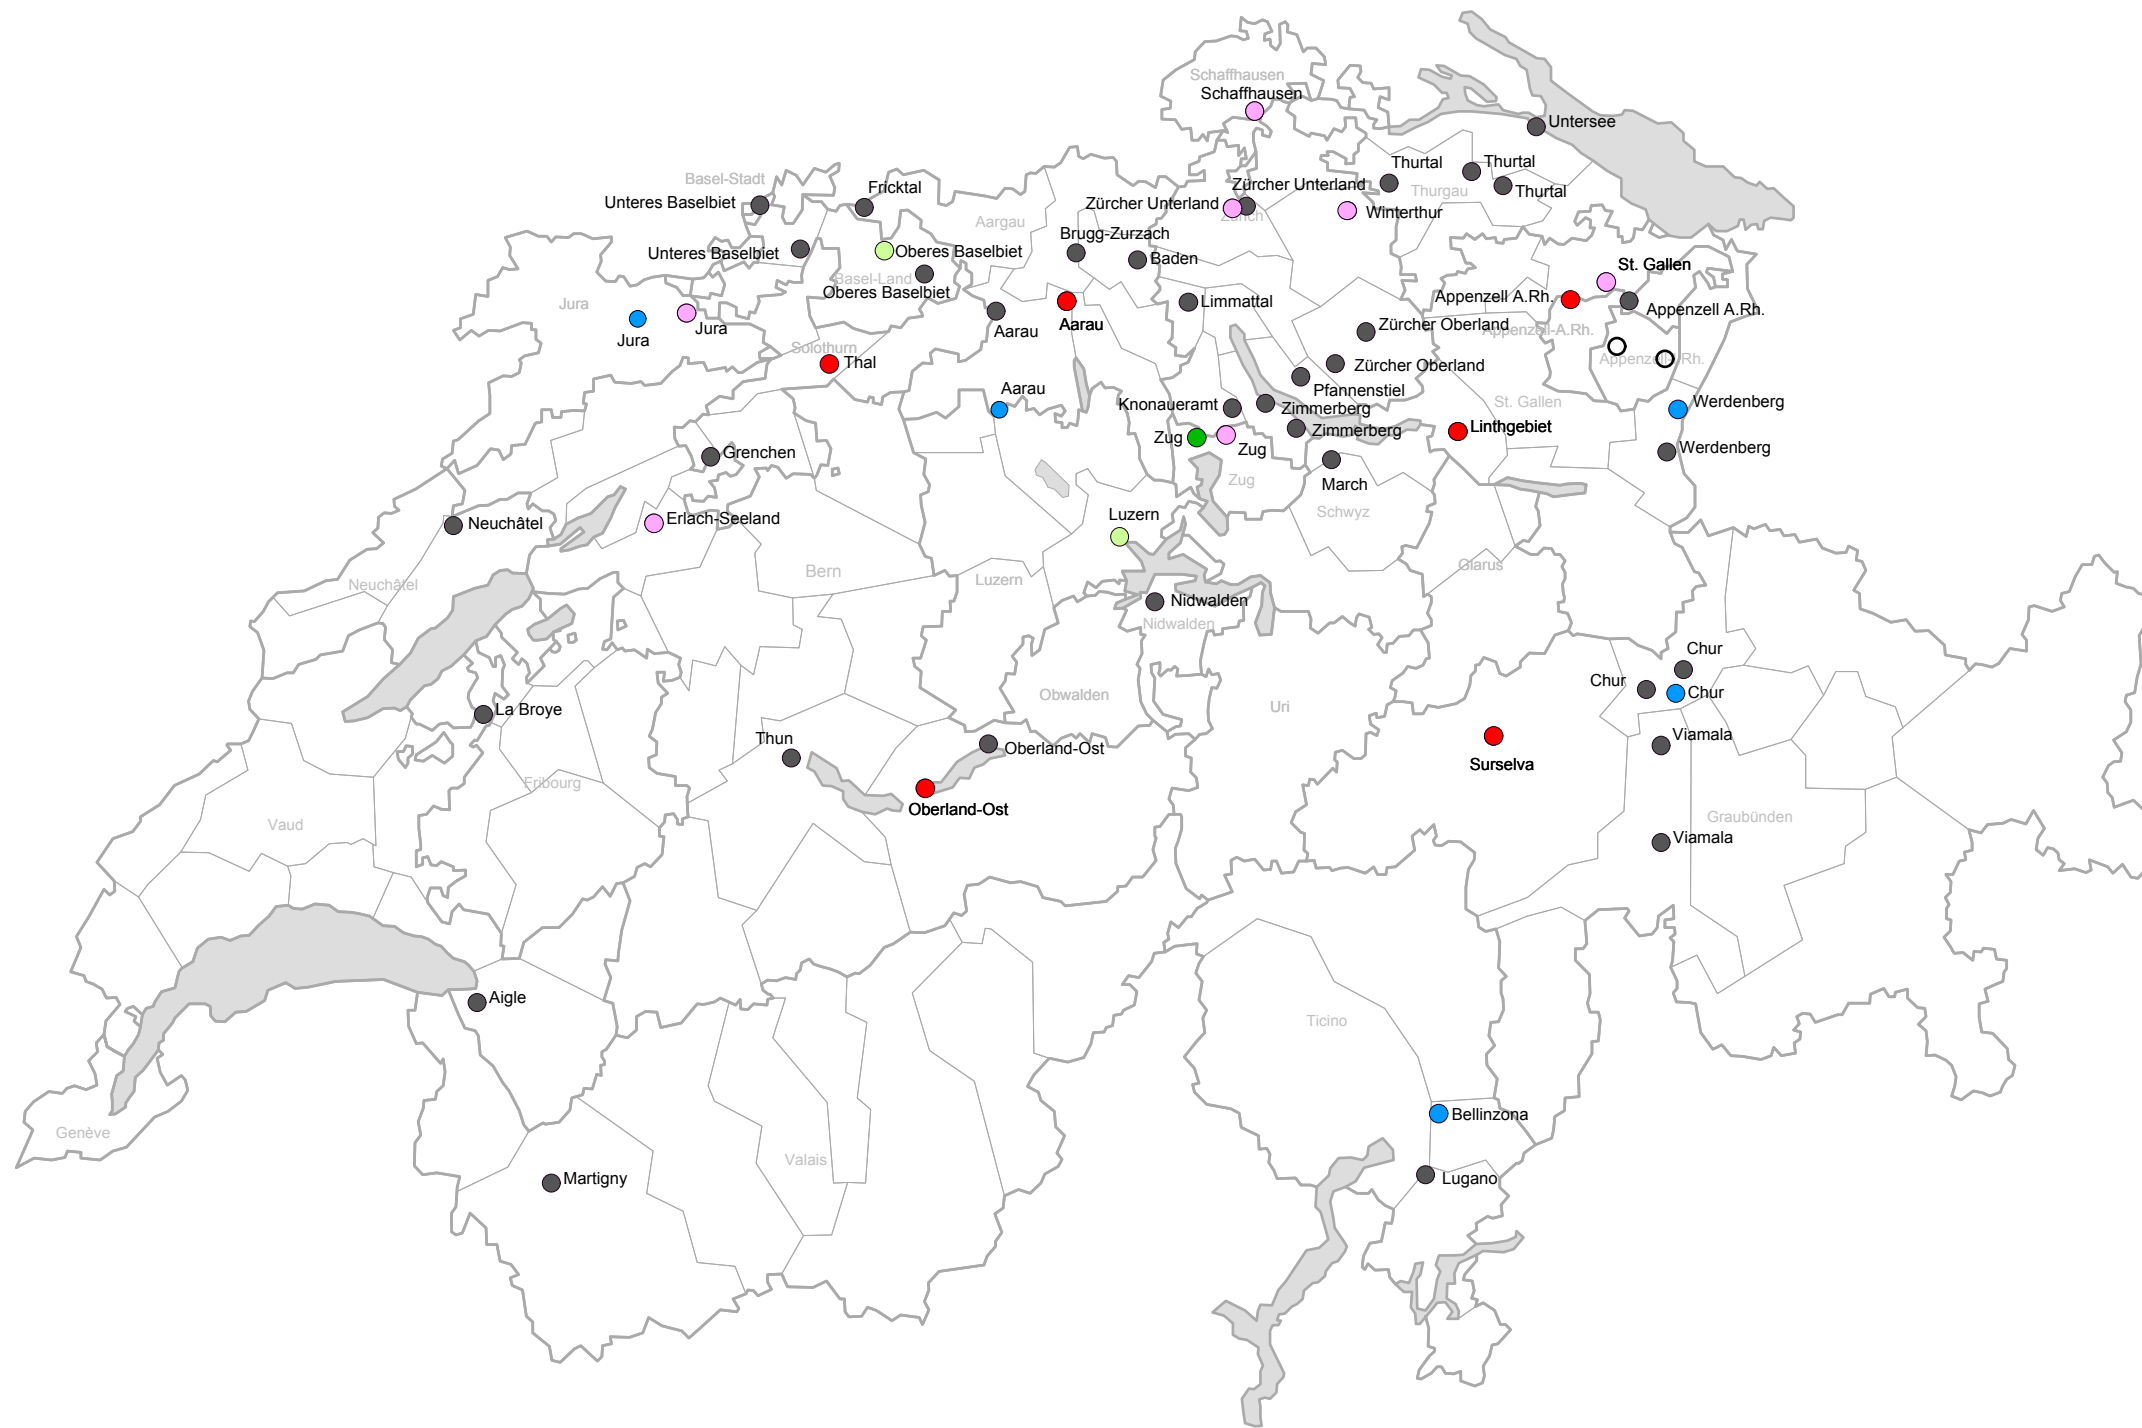 Schaffhausen
Schaffhausen
Untersee
Thurtal
Thurtal
Thurtal
Thurgau
Basel-Stadt
Fricktal
Unteres Baselbiet
Zürcher Unterland
Zürcher Unterland
Zürich
Winterthur
Aargau
Brugg-Zurzach
Baden
Unteres Baselbiet
Oberes Baselbiet
Basel-Land
Oberes Baselbiet
St. Gallen
Appenzell A.Rh.
Appenzell A.Rh.
Appenzell-A.Rh.
Appenzell-I.Rh.
Jura
Jura
Jura
Aarau
Aarau
Limmattal
Zürcher Oberland
Zürcher Oberland
Solothurn
Thal
Aarau
Pfannenstiel
Knonaueramt
Zimmerberg
Zimmerberg
St. Gallen
Werdenberg
Linthgebiet
Zug
Zug
Zug
Werdenberg
Grenchen
March
Schwyz
Neuchâtel
Erlach-Seeland
Luzern
Neuchâtel
Bern
Luzern
Glarus
Nidwalden
Nidwalden
Chur
Chur
Chur
Obwalden
Uri
La Broye
Thun
Oberland-Ost
Viamala
Surselva
Fribourg
Oberland-Ost
Vaud
Graubünden
Viamala
Aigle
Ticino
Bellinzona
Genève
Valais
Martigny
Lugano